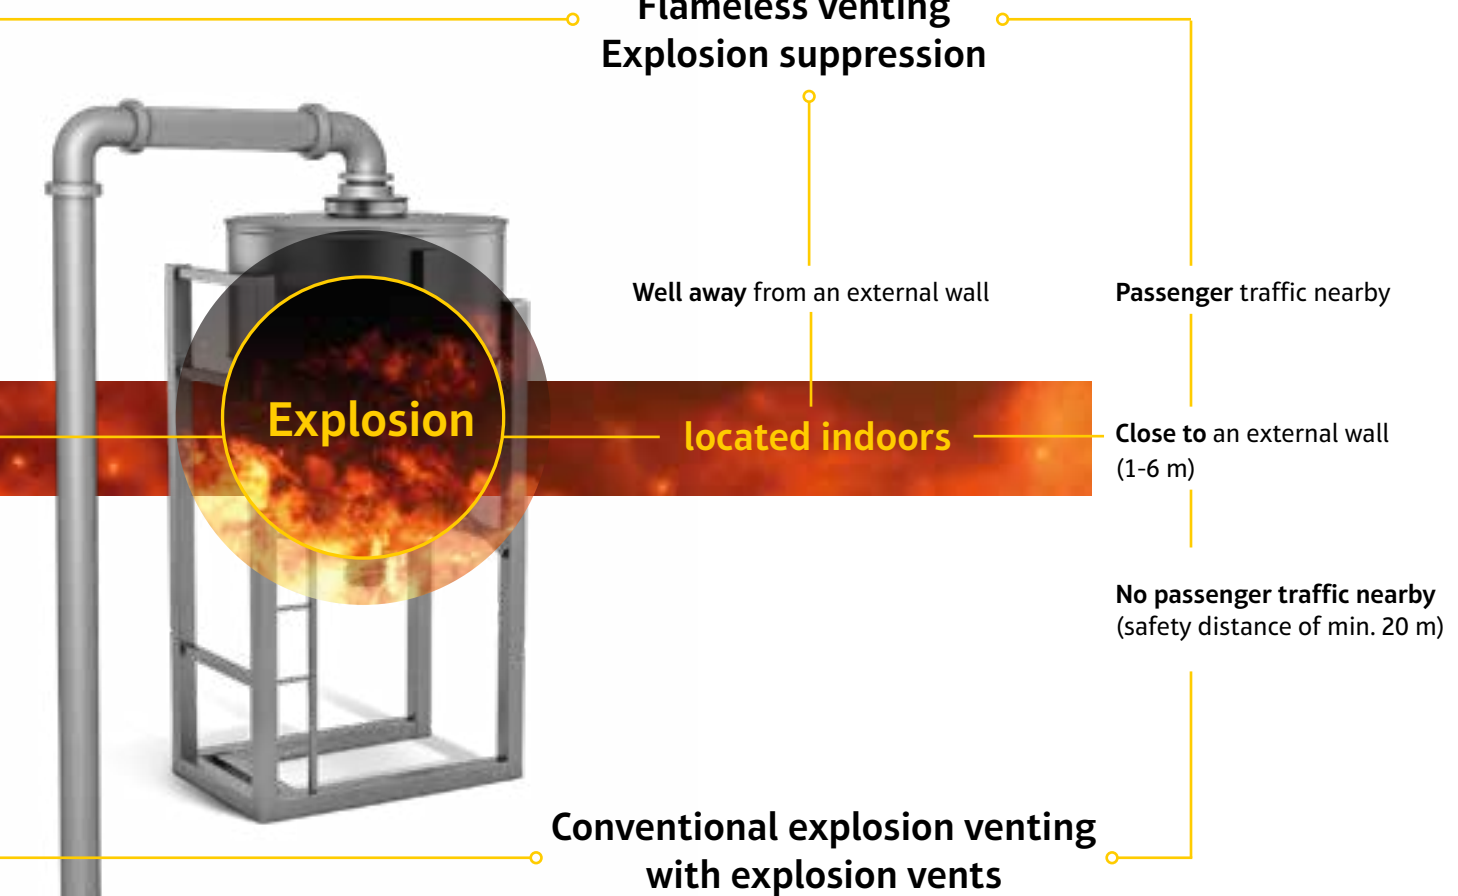 Flameless venting
Explosion suppression
Well away from an external wall
Passenger traffic nearby
Explosion
located indoors
Close to an external wall
(1-6 m)
No passenger traffic nearby
(safety distance of min. 20 m)
Conventional explosion venting
with explosion vents